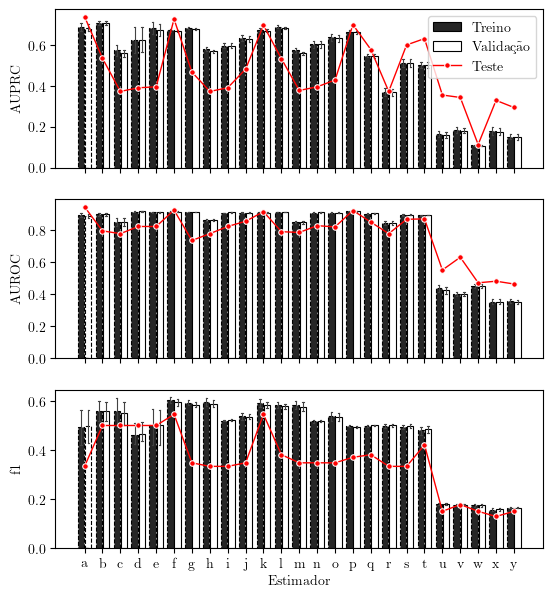 AUPRC
0.6
0.4
0.2
0.0
Treino
Validação
Teste
AUROC
0.8
0.6
0.4
0.2
0.0
f1
0.6
0.4
0.2
0.0
a b c d e f g h i j k l m n o p q r s t u v w x y
Estimador